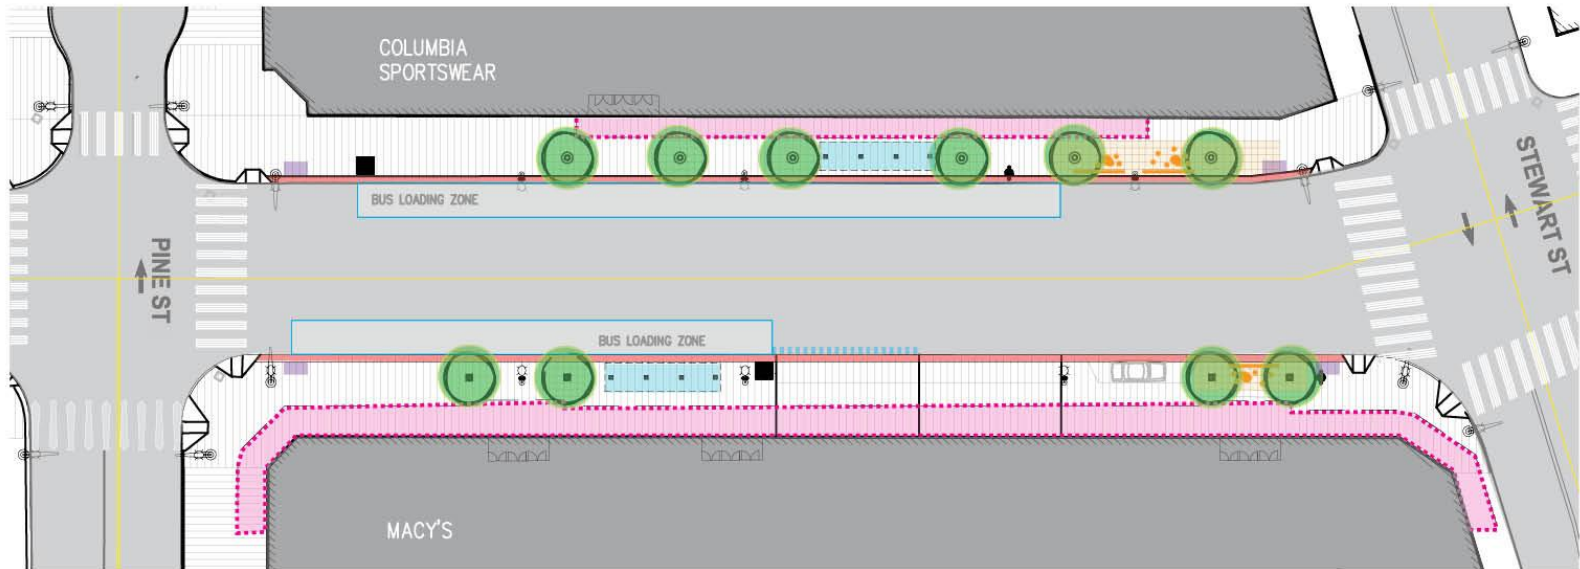 COLUMBIA
SPORTSWEAR
BUS LOADING ZONE
PINE ST
STEWART ST
BUS LOADING ZONE
MACY'S